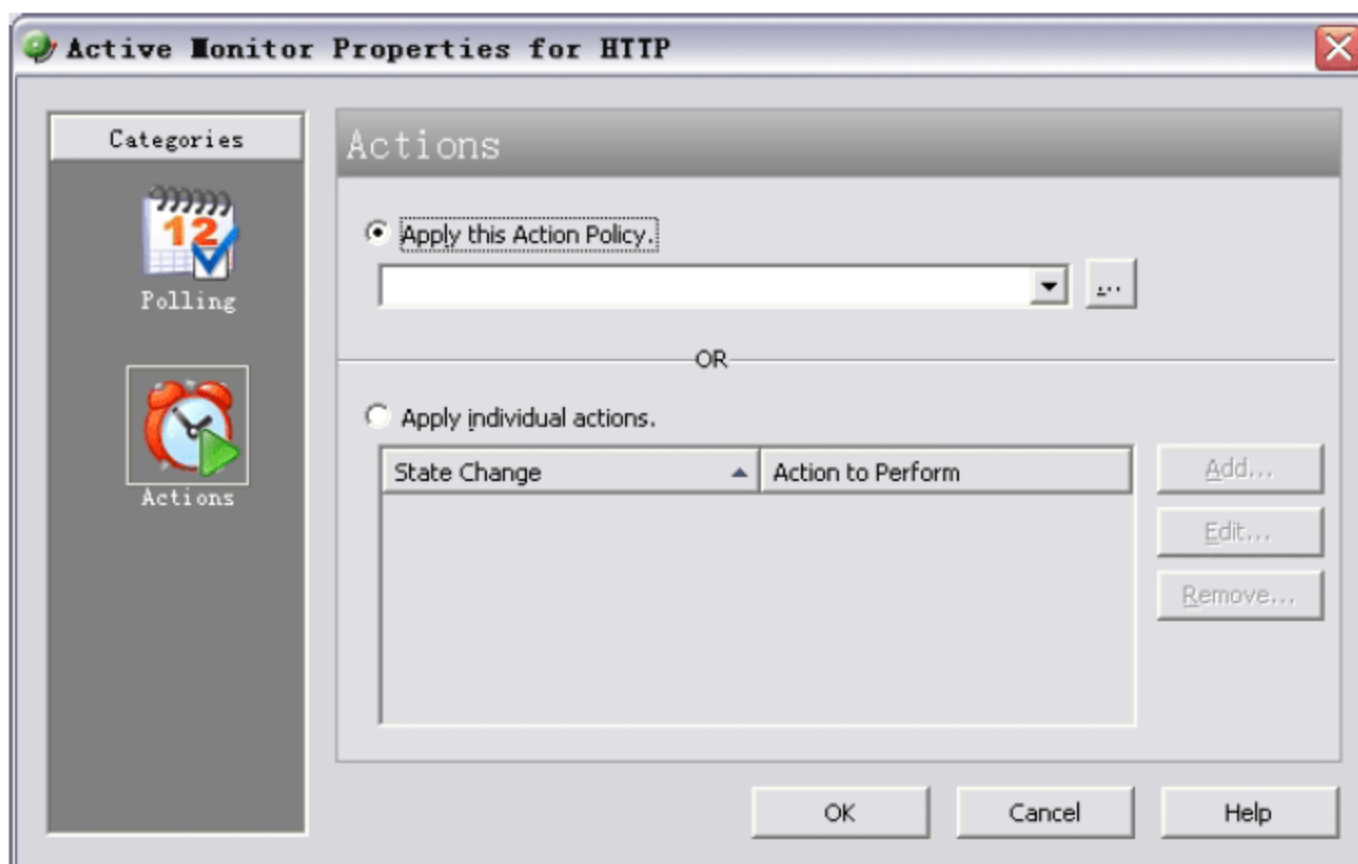 Active Monitor Properties for HTTP
Categories
12
Polling
Actions
Actions
Apply this Action Policy.
...
OR
Apply individual actions.
State Change Action to Perform
Add...
Edit...
Remove...
OK Cancel Help